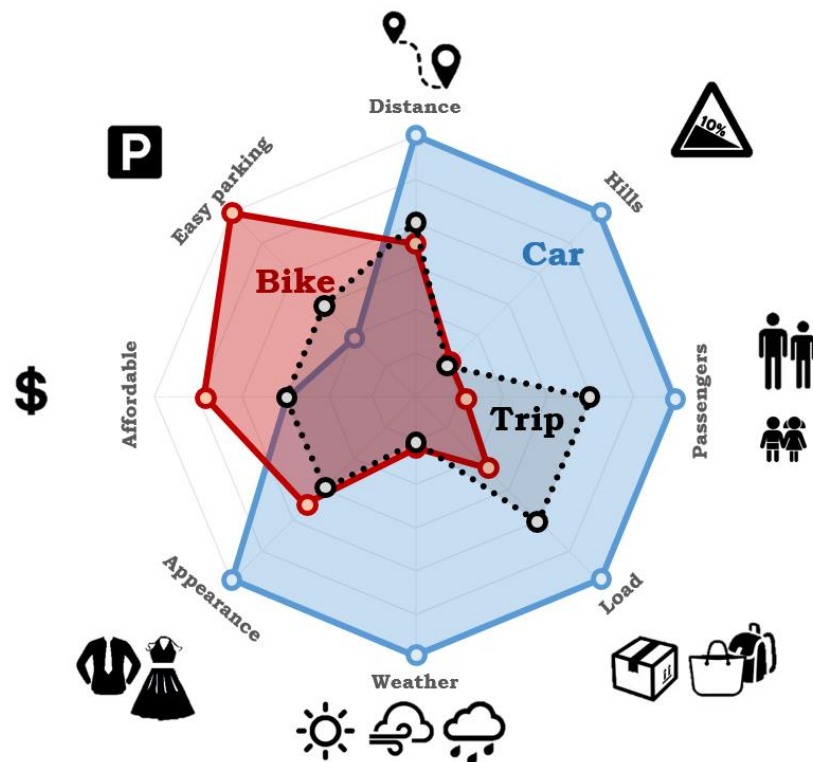 Distance
P
10%
Easy parking
Hills
Car
Bike
$
Affordable
Trip
Passengers
Appearance
Load
Weather